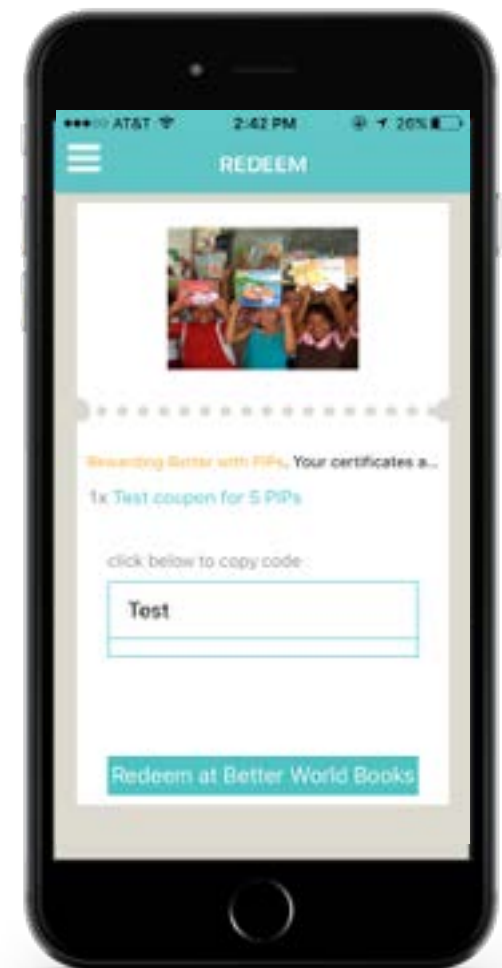 AT&T 2:42 PM 26%
REDEEM
Rewarding Better with PIPs, Your certificates a...
1x Test coupon for 5 PIPs
click below to copy code
Test
Redeem at Better World Books